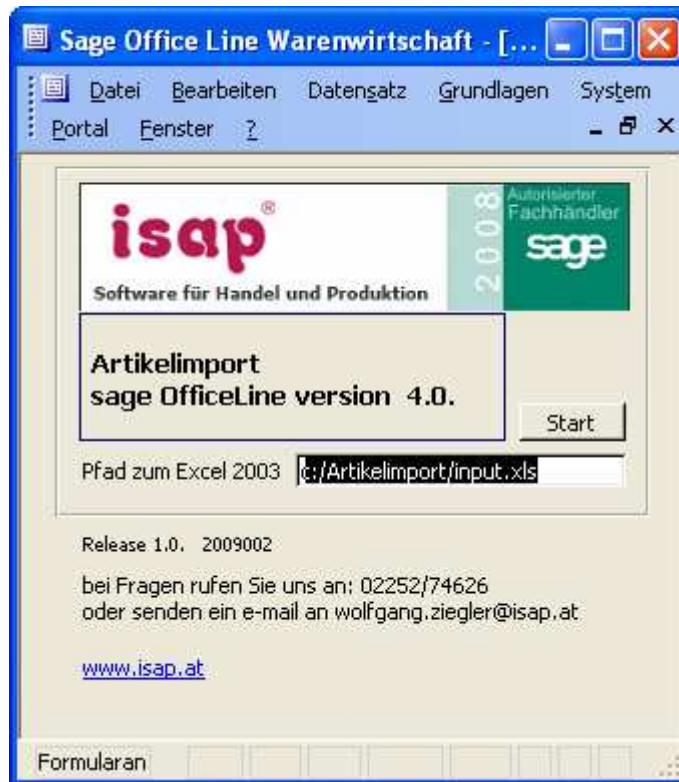 Sage Office Line Warenwirtschaft - [...
Datei Bearbeiten Datensatz Grundlagen System
Portal Fenster ?
isap®
Software für Handel und Produktion
2008
Autorisierter
Fachhändler
sage
Artikelimport
sage OfficeLine version 4.0.
Start
Pfad zum Excel 2003 c:/Artikelimport/input.xls
Release 1.0. 2009002
bei Fragen rufen Sie uns an: 02252/74626
oder senden ein e-mail an wolfgang.ziegler@isap.at
www.isap.at
Formularan